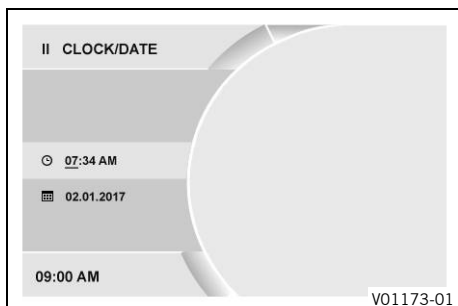 II CLOCK/DATE
07:34 AM
02.01.2017
09:00 AM
V01173-01